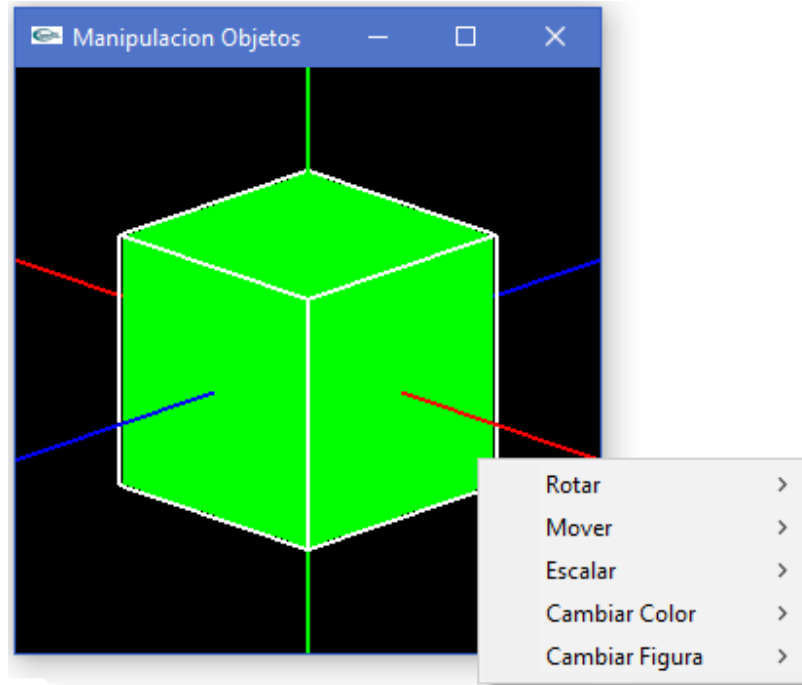 Manipulacion Objetos
Rotar
Mover
Escalar
Cambiar Color
Cambiar Figura